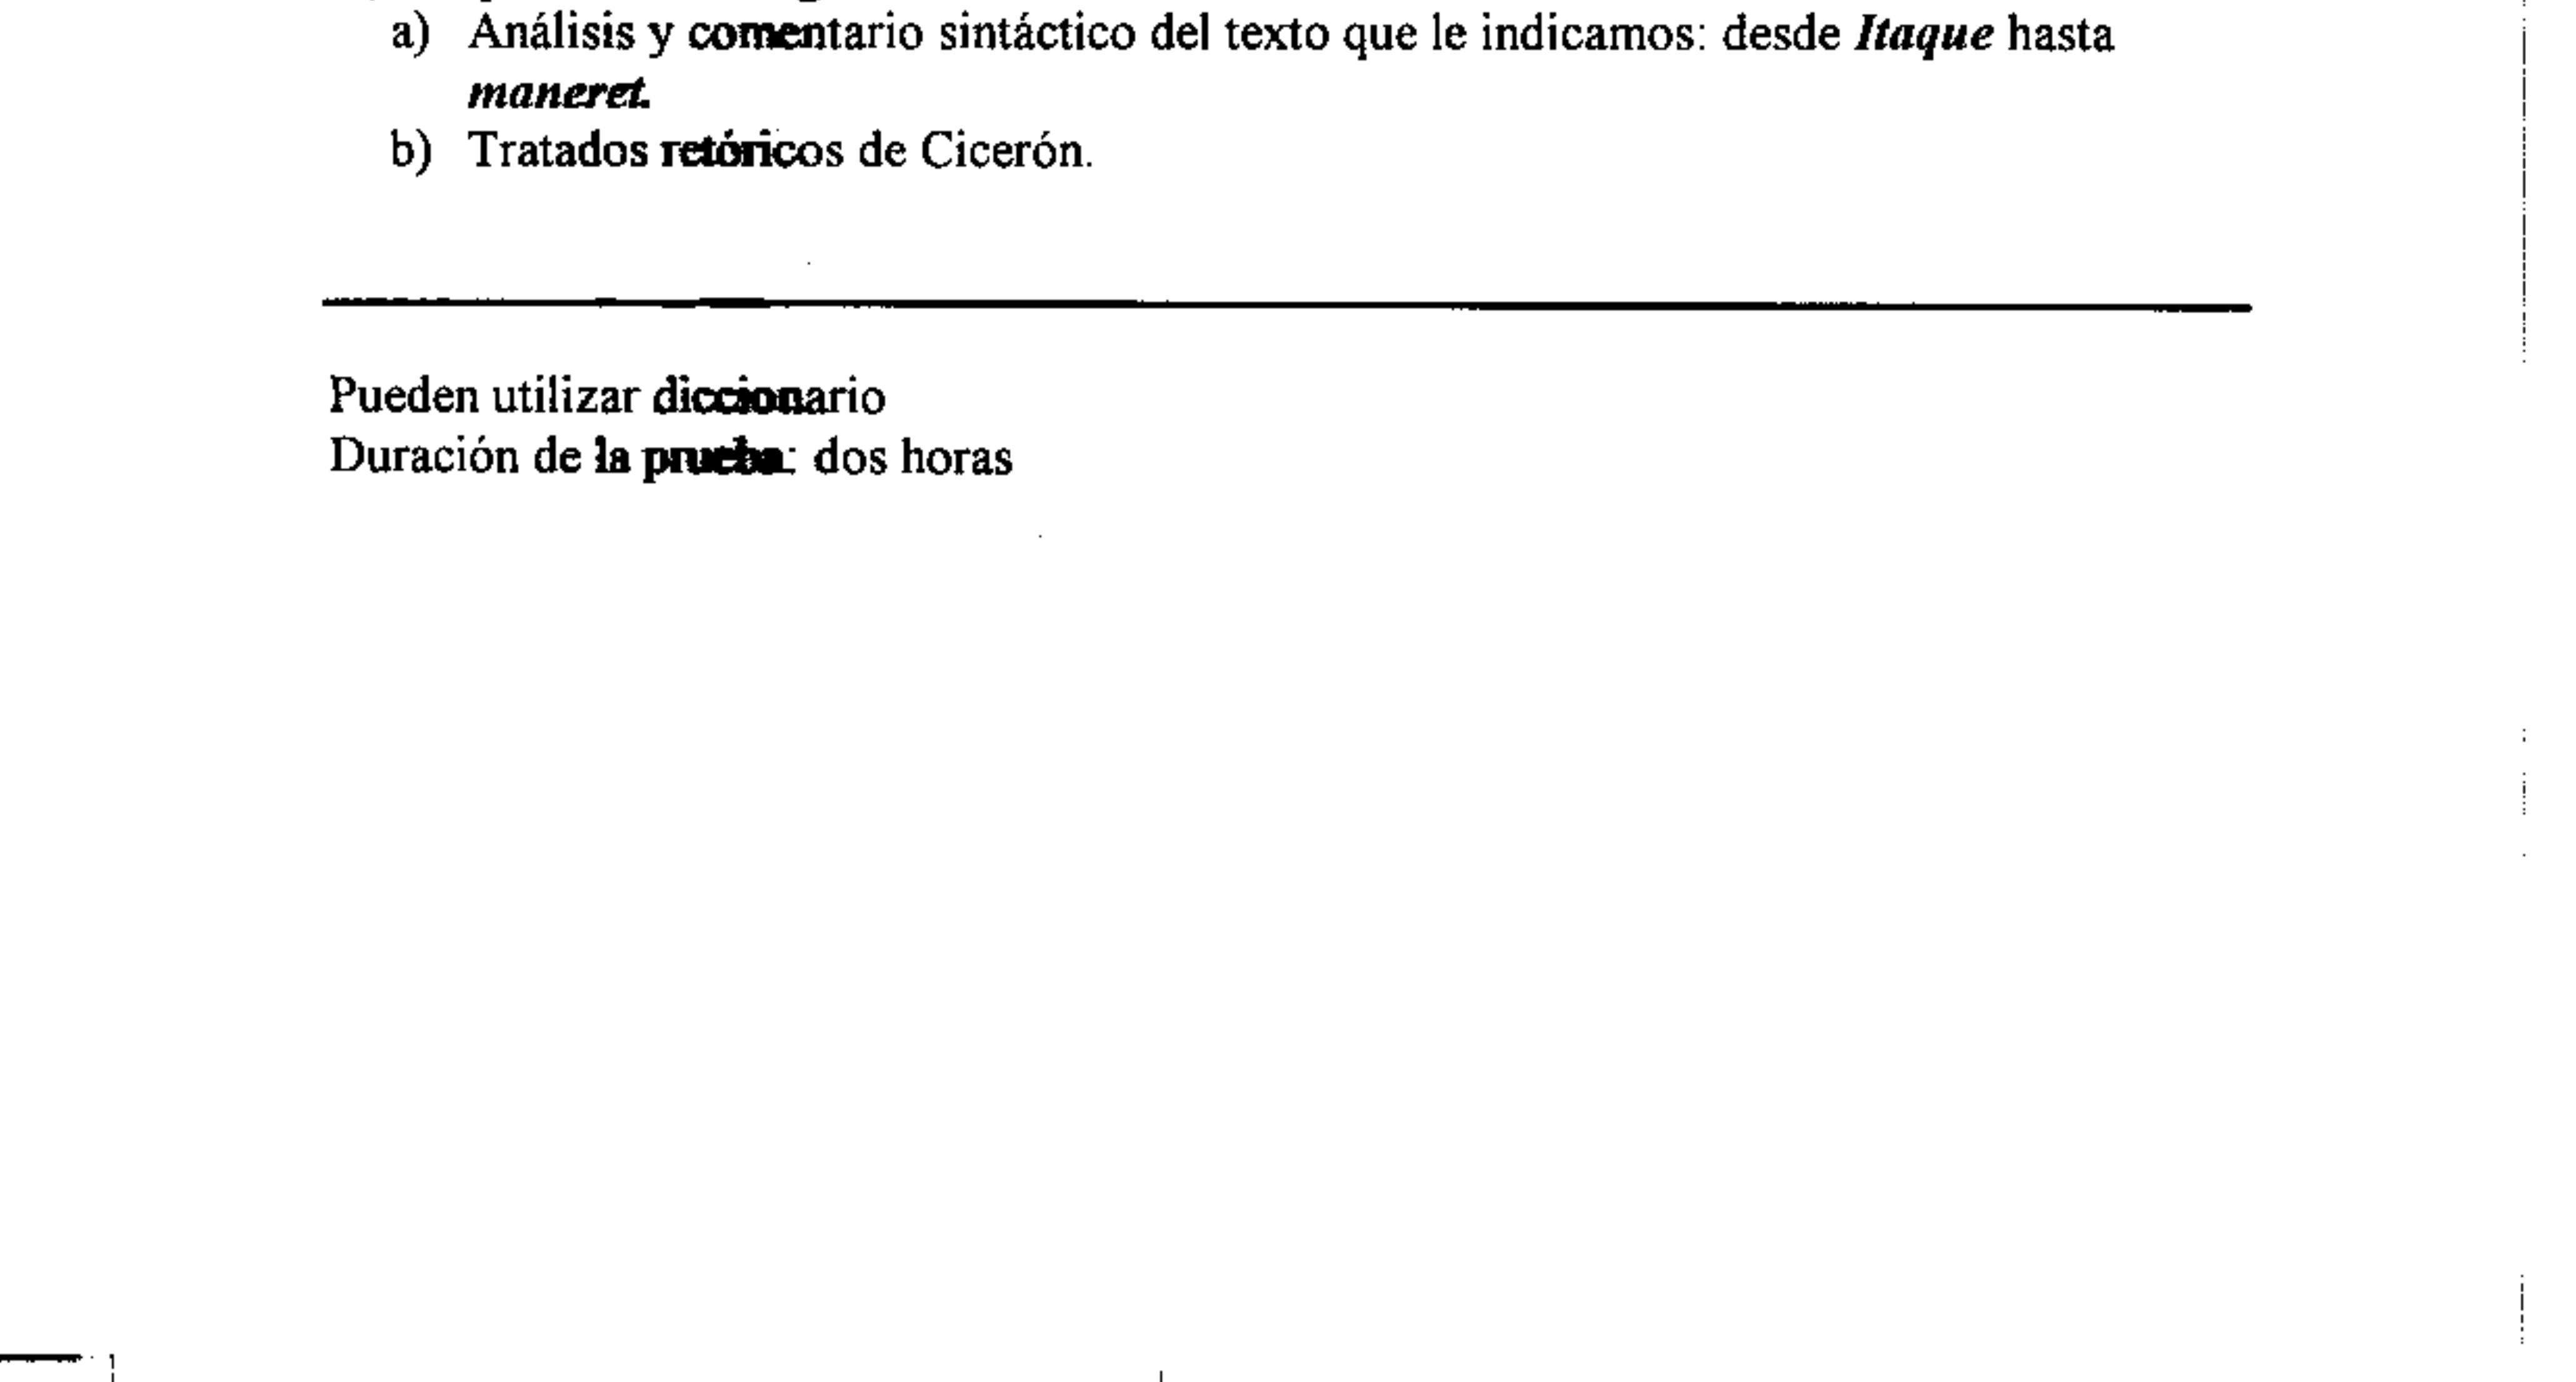 a) Análisis y comentario sintáctico del texto que le indicamos: desde Itaque hasta
maneret.
b) Tratados retóricos de Cicerón.
Pueden utilizar diccionario
Duración de la prueba: dos horas